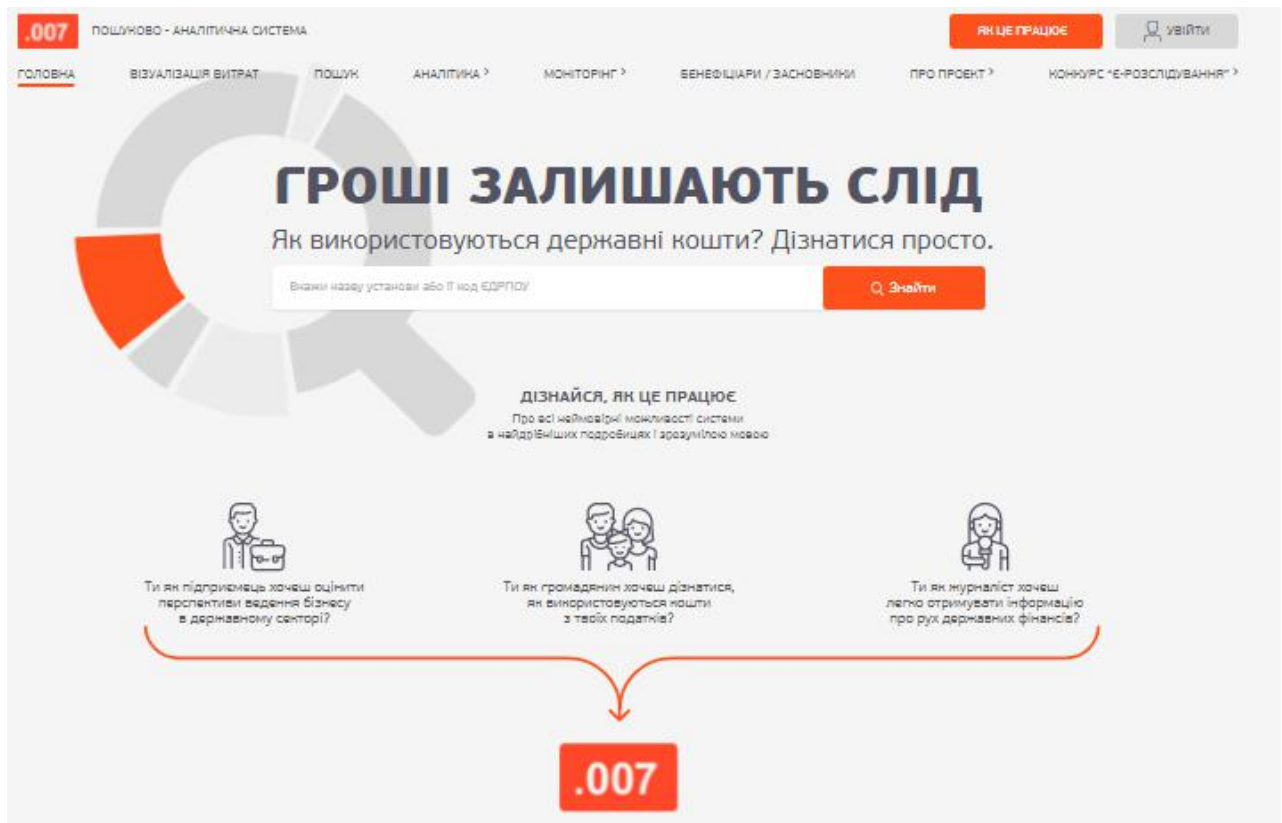 .007
ПОШУКОВО - АНАЛІТИЧНА СИСТЕМА
ЯК ЦЕ ПРАЦЮЄ
УВІЙТИ
ГОЛОВНА
ВІЗУАЛІЗАЦІЯ ВИТРАТ
ПОШУК
АНАЛІТИКА
МОНІТОРІНГ
БЕНЕФІЦІАРИ / ЗАСНОВНИКИ
ПРО ПРОЕКТ
КОНКУРС "Є-РОЗСЛІДУВАННЯ"
ГРОШІ ЗАЛИШАЮТЬ СЛІД
Як використовуються державні кошти? Дізнатися просто.
Вкажи назву установи або її код ЄДРПОУ
Знайти
ДІЗНАЙСЯ, ЯК ЦЕ ПРАЦЮЄ
Про всі неймовірні можливості системи
в найдрібніших подробицях і зрозумілою мовою
Ти як підприємець хочеш оцінити
перспективи ведення бізнесу
в державному секторі?
Ти як громадянин хочеш дізнатися,
як використовуються кошти
з твоїх податків?
Ти як журналіст хочеш
легко отримувати інформацію
про рух державних фінансів?
.007